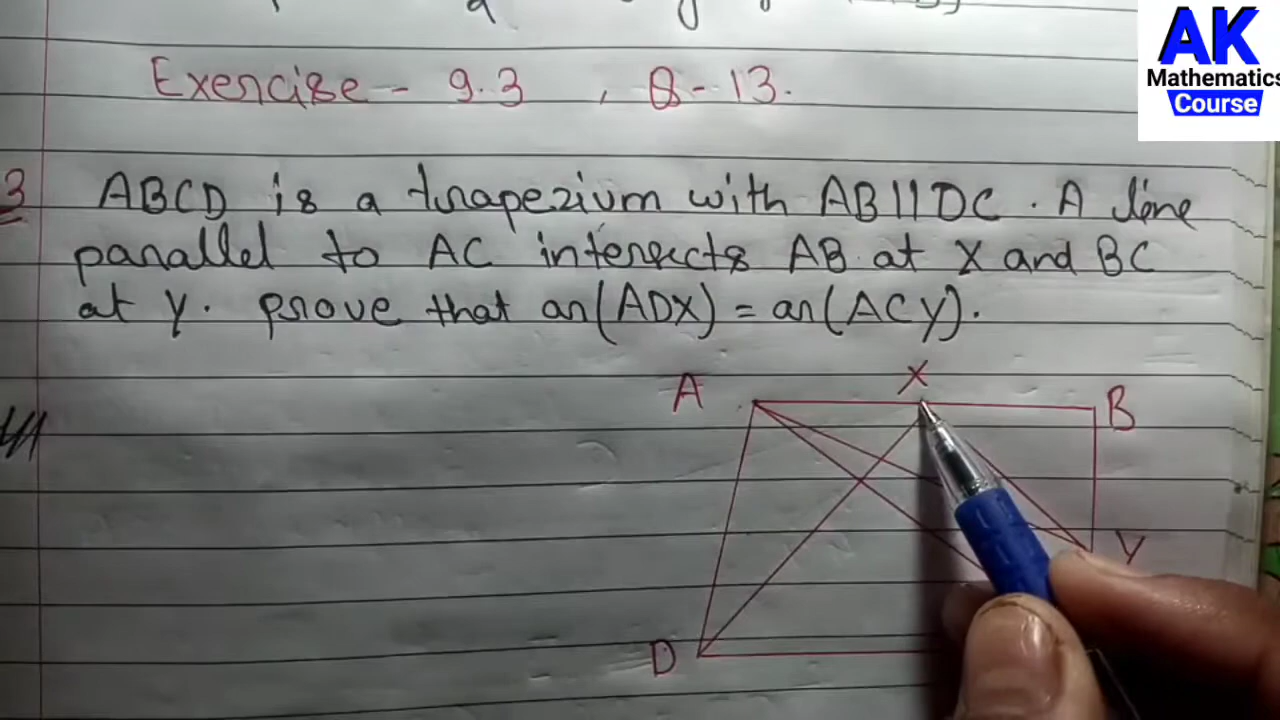 AK
Mathematics
Course
Exercise - 9.3 , Q-13.
3 ABCD is a trapezium with AB||DC. A line
parallel to AC intersects AB at X and BC
at Y. prove that ar(ADX) = ar(ACY).
A X B
Y
D